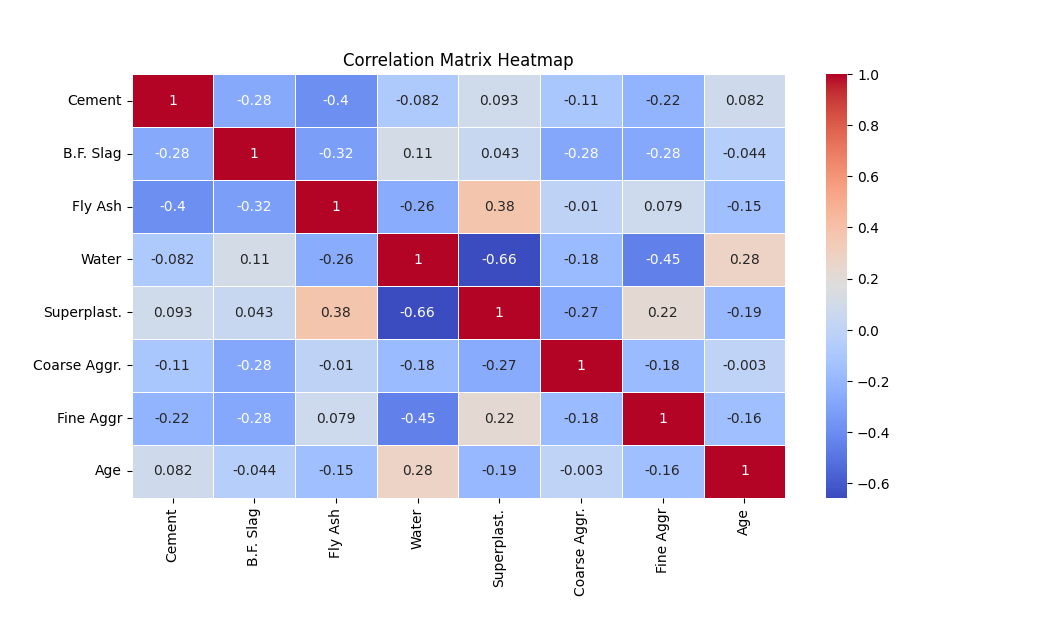 Correlation Matrix Heatmap
Cement 1 -0.28 -0.4 -0.082 0.093 -0.11 -0.22 0.082
B.F. Slag -0.28 1 -0.32 0.11 0.043 -0.28 -0.28 -0.044
Fly Ash -0.4 -0.32 1 -0.26 0.38 -0.01 0.079 -0.15
Water -0.082 0.11 -0.26 1 -0.66 -0.18 -0.45 0.28
Superplast. 0.093 0.043 0.38 -0.66 1 -0.27 0.22 -0.19
Coarse Aggr. -0.11 -0.28 -0.01 -0.18 -0.27 1 -0.18 -0.003
Fine Aggr -0.22 -0.28 0.079 -0.45 0.22 -0.18 1 -0.16
Age 0.082 -0.044 -0.15 0.28 -0.19 -0.003 -0.16 1
Cement B.F. Slag Fly Ash Water Superplast. Coarse Aggr. Fine Aggr Age
1.0
0.8
0.6
0.4
0.2
0.0
−0.2
−0.4
−0.6